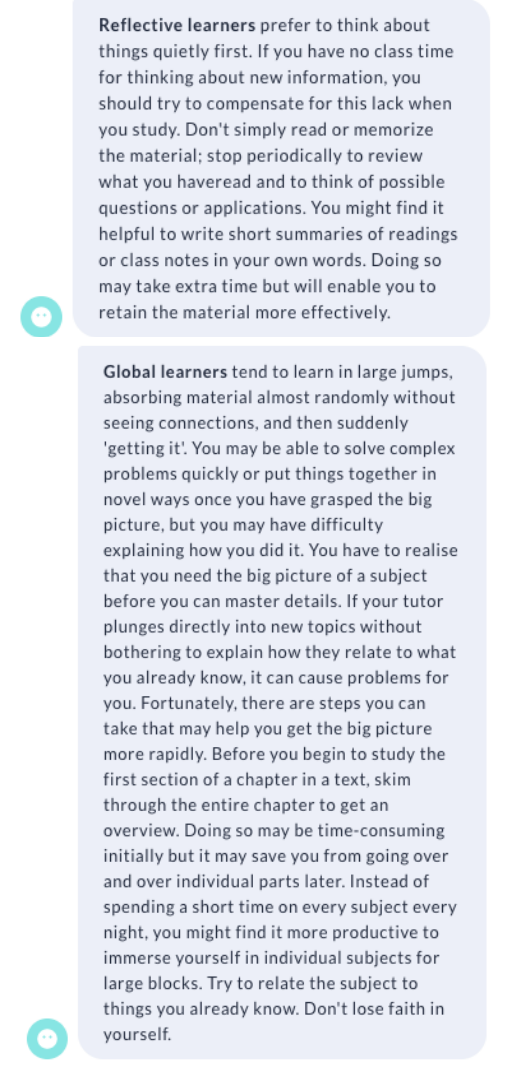 Reflective learners prefer to think about
things quietly first. If you have no class time
for thinking about new information, you
should try to compensate for this lack when
you study. Don't simply read or memorize
the material; stop periodically to review
what you haveread and to think of possible
questions or applications. You might find it
helpful to write short summaries of readings
or class notes in your own words. Doing so
may take extra time but will enable you to
retain the material more effectively.
Global learners tend to learn in large jumps,
absorbing material almost randomly without
seeing connections, and then suddenly
'getting it'. You may be able to solve complex
problems quickly or put things together in
novel ways once you have grasped the big
picture, but you may have difficulty
explaining how you did it. You have to realise
that you need the big picture of a subject
before you can master details. If your tutor
plunges directly into new topics without
bothering to explain how they relate to what
you already know, it can cause problems for
you. Fortunately, there are steps you can
take that may help you get the big picture
more rapidly. Before you begin to study the
first section of a chapter in a text, skim
through the entire chapter to get an
overview. Doing so may be time-consuming
initially but it may save you from going over
and over individual parts later. Instead of
spending a short time on every subject every
night, you might find it more productive to
immerse yourself in individual subjects for
large blocks. Try to relate the subject to
things you already know. Don't lose faith in
yourself.